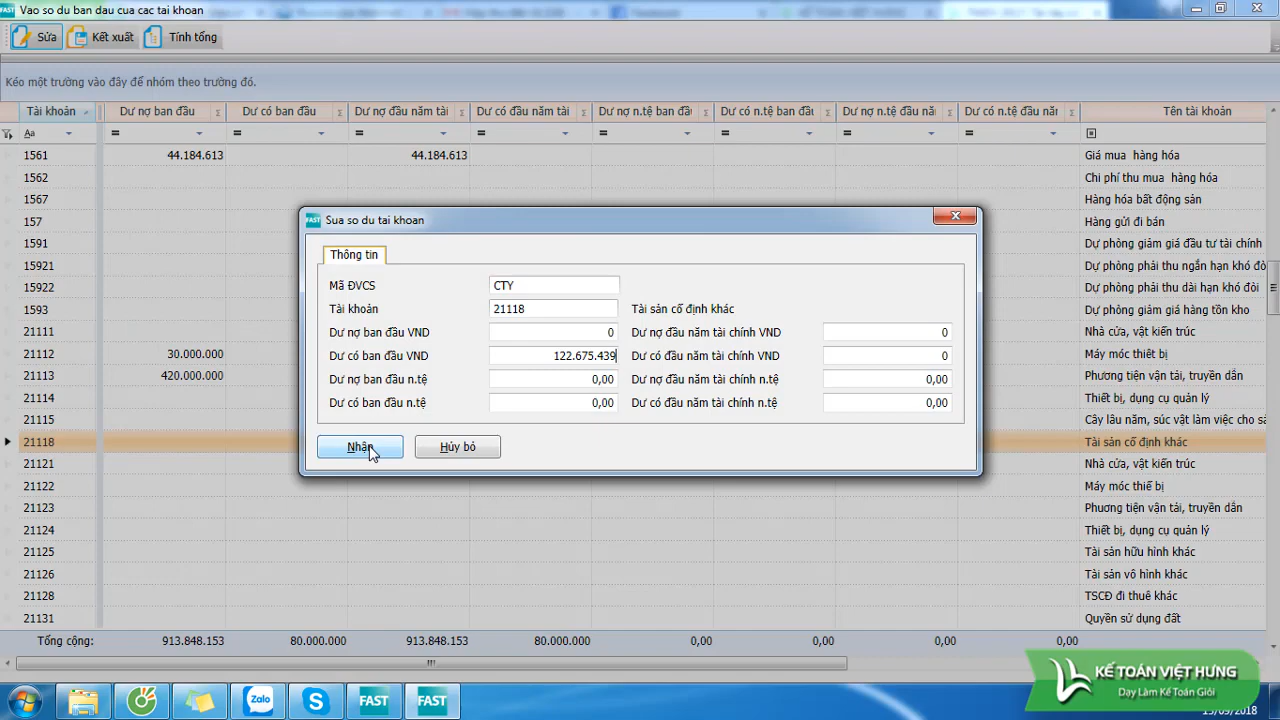 FAST Vao so du ban dau cua cac tai khoan
Sửa Kết xuất Tính tổng
Kéo một trường vào đây để nhóm theo trường đó.
Tài khoản Dư nợ ban đầu Σ Dư có ban đầu Σ Dư nợ đầu năm tài Σ Dư có đầu năm tài Σ Dư nợ n.tệ ban đầ Σ Dư có n.tệ ban đầ Σ Dư nợ n.tệ đầu nă Σ Dư có n.tệ đầu nă Σ Tên tài khoản
Aa = = = = = = = =
1561 44.184.613 44.184.613 Giá mua hàng hóa
1562 Chi phí thu mua hàng hóa
1567 Hàng hóa bất động sản
157 Hàng gửi đi bán
1591 Dự phòng giảm giá đầu tư tài chính
15921 Dự phòng phải thu ngắn hạn khó đò
15922 Dự phòng phải thu dài hạn khó đòi
1593 Dự phòng giảm giá hàng tồn kho
21111 Nhà cửa, vật kiến trúc
21112 30.000.000 Máy móc thiết bị
21113 420.000.000 Phương tiện vận tải, truyền dẫn
21114 Thiết bị, dụng cụ quản lý
21115 Cây lâu năm, súc vật làm việc cho sả
21118 Tài sản cố định khác
21121 Nhà cửa, vật kiến trúc
21122 Máy móc thiết bị
21123 Phương tiện vận tải, truyền dẫn
21124 Thiết bị, dụng cụ quản lý
21125 Tài sản hữu hình khác
21126 Tài sản vô hình khác
21128 TSCĐ đi thuê khác
21131 Quyền sử dụng đất
Tổng cộng: 913.848.153 80.000.000 913.848.153 80.000.000 0,00 0,00 0,00 0,00
FAST Sua so du tai khoan
Thông tin
Mã ĐVCS CTY
Tài khoản 21118 Tài sản cố định khác
Dư nợ ban đầu VND 0 Dư nợ đầu năm tài chính VND 0
Dư có ban đầu VND 122.675.439 Dư có đầu năm tài chính VND 0
Dư nợ ban đầu n.tệ 0,00 Dư nợ đầu năm tài chính n.tệ 0,00
Dư có ban đầu n.tệ 0,00 Dư có đầu năm tài chính n.tệ 0,00
Nhận Hủy bỏ
Zalo S FAST FAST
KẾ TOÁN VIỆT HƯNG
Dạy Làm Kế Toán Giỏi